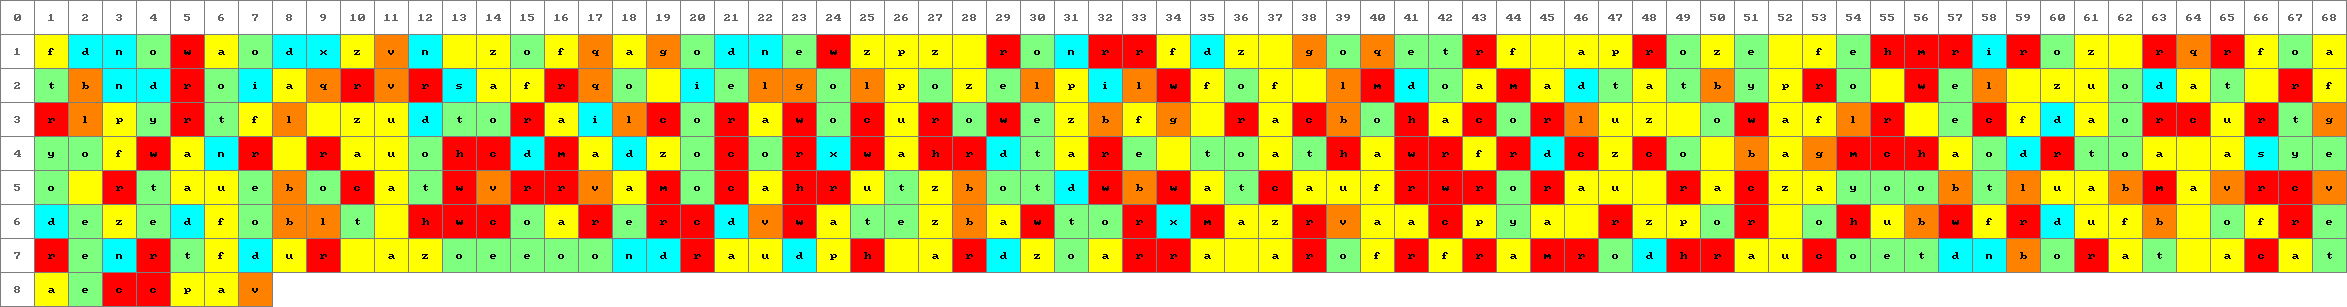 0 1 2 3 4 5 6 7 8 9 10 11 12 13 14 15 16 17 18 19 20 21 22 23 24 25 26 27 28 29 30 31 32 33 34 35 36 37 38 39 40 41 42 43 44 45 46 47 48 49 50 51 52 53 54 55 56 57 58 59 60 61 62 63 64 65 66 67 68
1 f d n o w a o d x z v n z o f q a g o d n e w z p z r o n r r f d z g o q e t r f a p r o z e f e h M r i r o z r q r f o a
2 t b n d r o i a q r v r s a f r q o i e l g o l p o z e l p i l w f o f l M d o a M a d t a t b y p r o w e l z u o d a t r f
3 r l p y r t f l z u d t o r a i l c o r a w o c u r o w e z b f g r a c b o h a c o r l u z o w a f l r e c f d a o r c u r t g
4 y o f w a n r r a u o h c d M a d z o c o r x w a h r d t a r e t o a t h a w r f r d c z c o b a g M c h a o d r t o a a s y e
5 o r t a u e b o c a t w v r r v a M o c a h r u t z b o t d w b w a t c a u f r w r o r a u r a c z a y o o b t l u a b M a v r c v
6 d e z e d f o b l t h w c o a r e r c d v w a t e z b a w t o r x M a z r v a a c p y a r z p o r o h u b w f r d u f b o f r e
7 r e n r t f d u r a z o e e o o n d r a u d p h a r d z o a r r a a r o f r f r a M r o d h r a u c o e t d n b o r a t a c a t
8 a e c c p a v